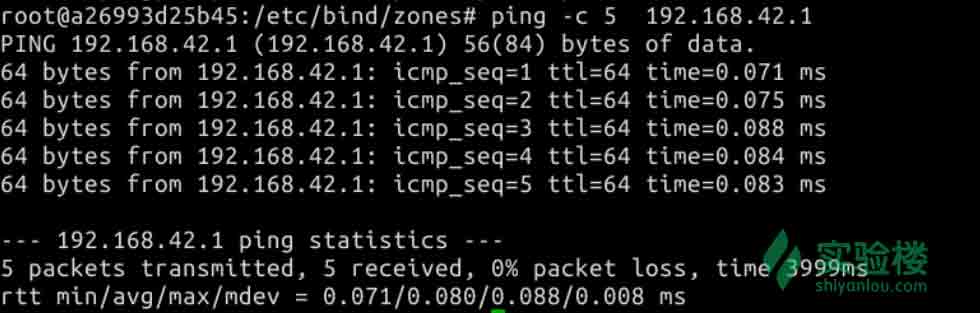 root@a26993d25b45:/etc/bind/zones# ping -c 5  192.168.42.1
PING 192.168.42.1 (192.168.42.1) 56(84) bytes of data.
64 bytes from 192.168.42.1: icmp_seq=1 ttl=64 time=0.071 ms
64 bytes from 192.168.42.1: icmp_seq=2 ttl=64 time=0.075 ms
64 bytes from 192.168.42.1: icmp_seq=3 ttl=64 time=0.088 ms
64 bytes from 192.168.42.1: icmp_seq=4 ttl=64 time=0.084 ms
64 bytes from 192.168.42.1: icmp_seq=5 ttl=64 time=0.083 ms
--- 192.168.42.1 ping statistics ---
5 packets transmitted, 5 received, 0% packet loss, time 3999ms
rtt min/avg/max/mdev = 0.071/0.080/0.088/0.008 ms
实验楼
shiyanlou.com